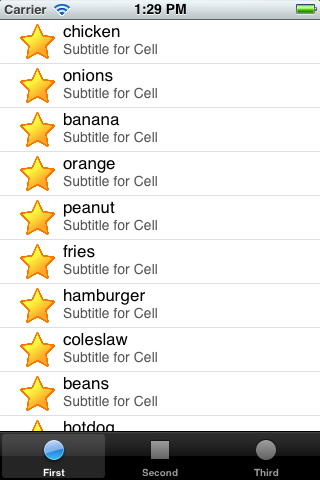 Carrier 1:29 PM
chicken
Subtitle for Cell
onions
Subtitle for Cell
banana
Subtitle for Cell
orange
Subtitle for Cell
peanut
Subtitle for Cell
fries
Subtitle for Cell
hamburger
Subtitle for Cell
coleslaw
Subtitle for Cell
beans
Subtitle for Cell
hotdog
First Second Third